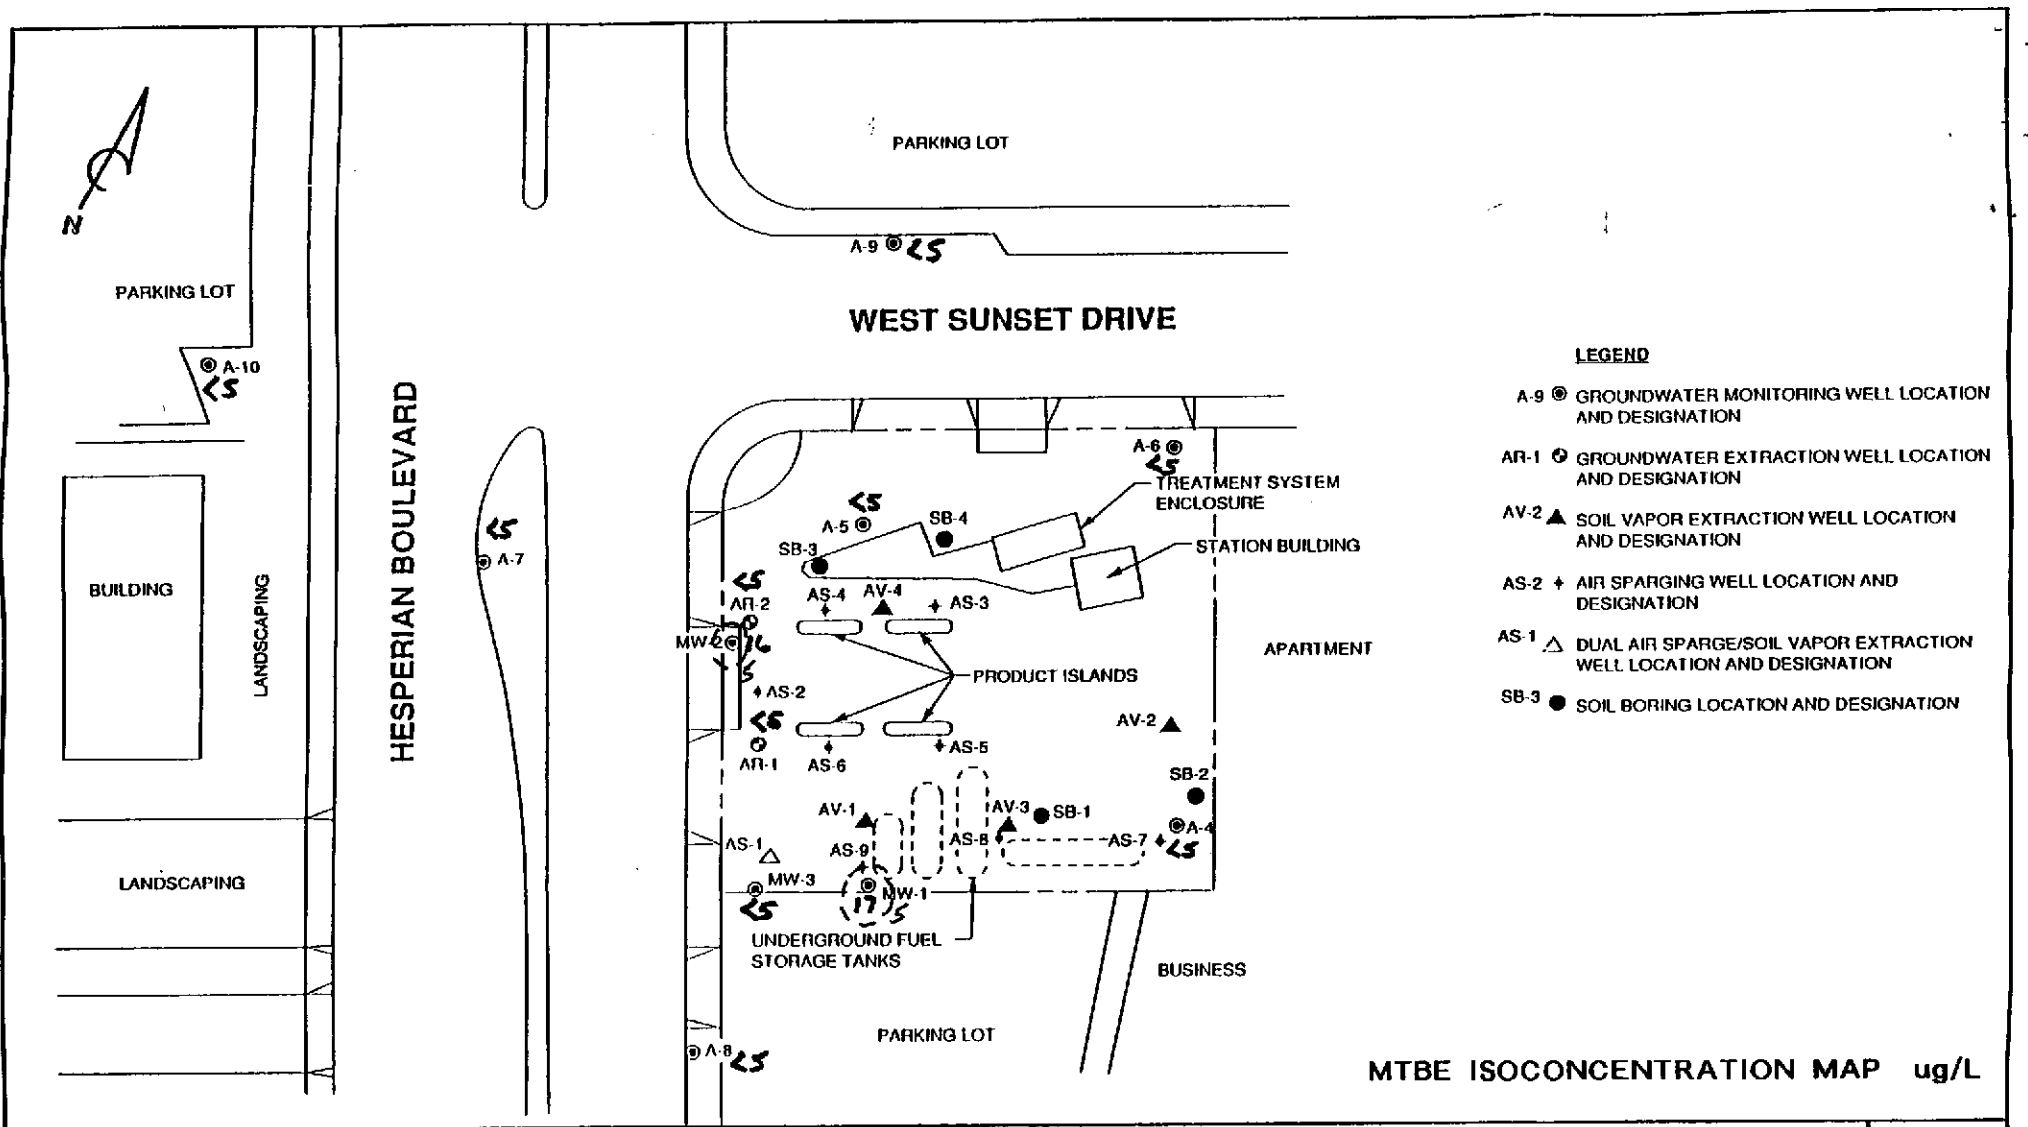 N
PARKING LOT
PARKING LOT
A-9 <5
WEST SUNSET DRIVE
A-10
<5
HESPERIAN BOULEVARD
BUILDING
LANDSCAPING
<5
A-7
A-6
<5
TREATMENT SYSTEM
ENCLOSURE
<5
A-5
SB-4
SB-3
STATION BUILDING
<5
AR-2
AS-4
AV-4
AS-3
MW-2 16
5
APARTMENT
PRODUCT ISLANDS
AS-2
<5
AR-1
AS-6
AS-5
AV-2
SB-2
AV-1
AV-3
SB-1
A-4
<5
AS-1
AS-9
AS-8
AS-7
MW-3
<5
MW-1
17 5
UNDERGROUND FUEL
STORAGE TANKS
LANDSCAPING
BUSINESS
PARKING LOT
A-8 <5
LEGEND
A-9 GROUNDWATER MONITORING WELL LOCATION
AND DESIGNATION
AR-1 GROUNDWATER EXTRACTION WELL LOCATION
AND DESIGNATION
AV-2 SOIL VAPOR EXTRACTION WELL LOCATION
AND DESIGNATION
AS-2 AIR SPARGING WELL LOCATION AND
DESIGNATION
AS-1 DUAL AIR SPARGE/SOIL VAPOR EXTRACTION
WELL LOCATION AND DESIGNATION
SB-3 SOIL BORING LOCATION AND DESIGNATION
MTBE ISOCONCENTRATION MAP ug/L